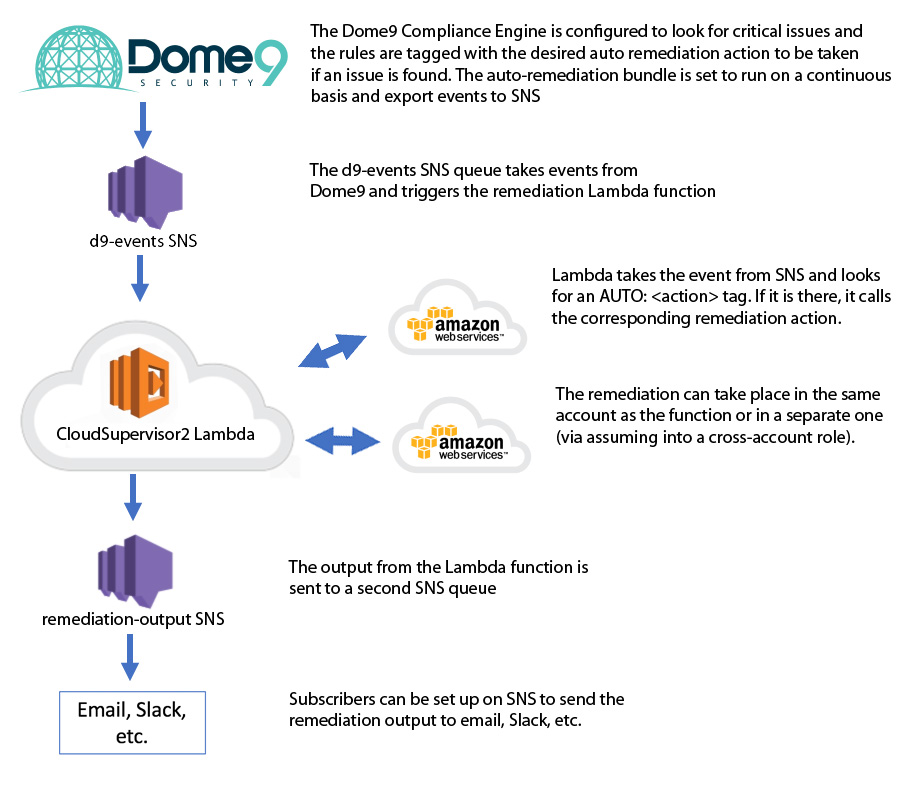 Dome9
SECURITY
The Dome9 Compliance Engine is configured to look for critical issues and
the rules are tagged with the desired auto remediation action to be taken
if an issue is found. The auto-remediation bundle is set to run on a continuous
basis and export events to SNS
The d9-events SNS queue takes events from
Dome9 and triggers the remediation Lambda function
d9-events SNS
Lambda takes the event from SNS and looks
for an AUTO: <action> tag. If it is there, it calls
the corresponding remediation action.
amazon
webservices™
CloudSupervisor2 Lambda
The remediation can take place in the same
account as the function or in a separate one
(via assuming into a cross-account role).
amazon
webservices™
The output from the Lambda function is
sent to a second SNS queue
remediation-output SNS
Subscribers can be set up on SNS to send the
remediation output to email, Slack, etc.
Email, Slack,
etc.